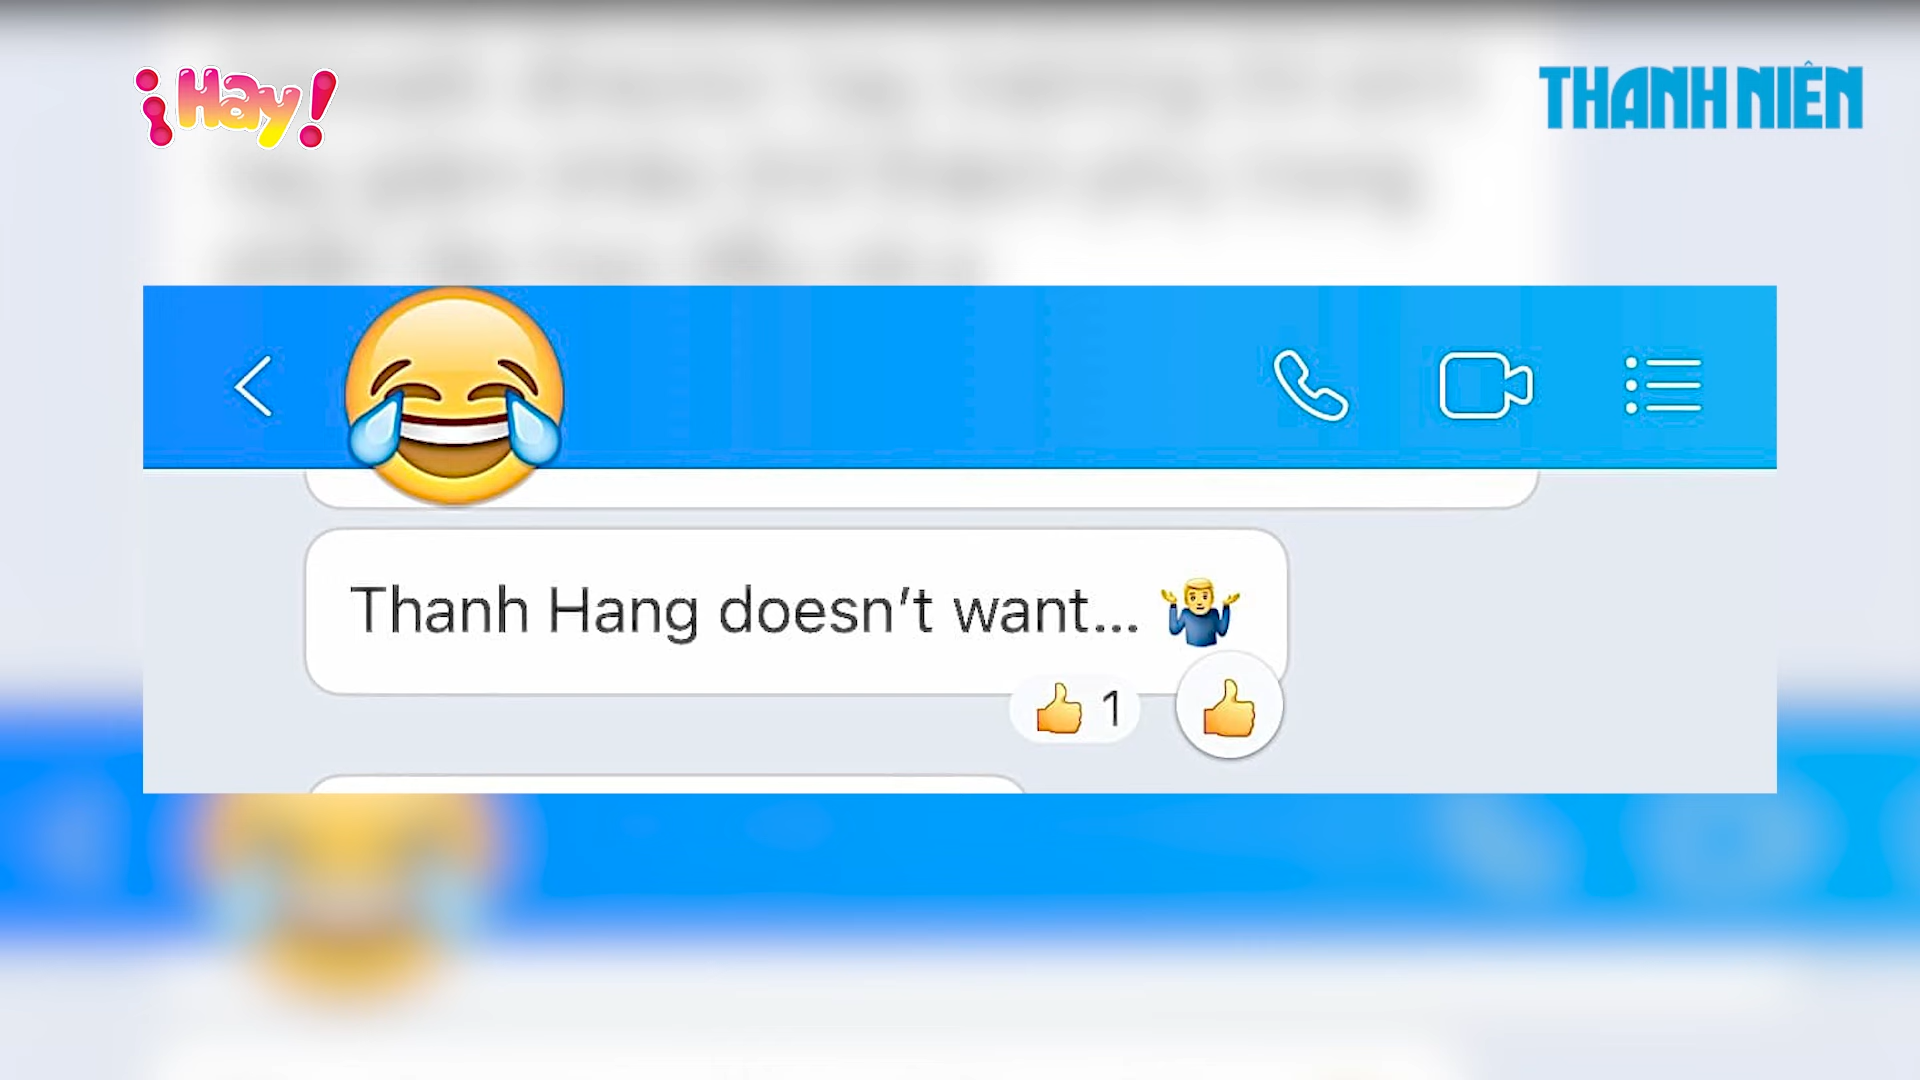 ¡Hay!
THANH NIÊN
Thanh Hang doesn't want... 🤷‍♂️
👍 1 👍